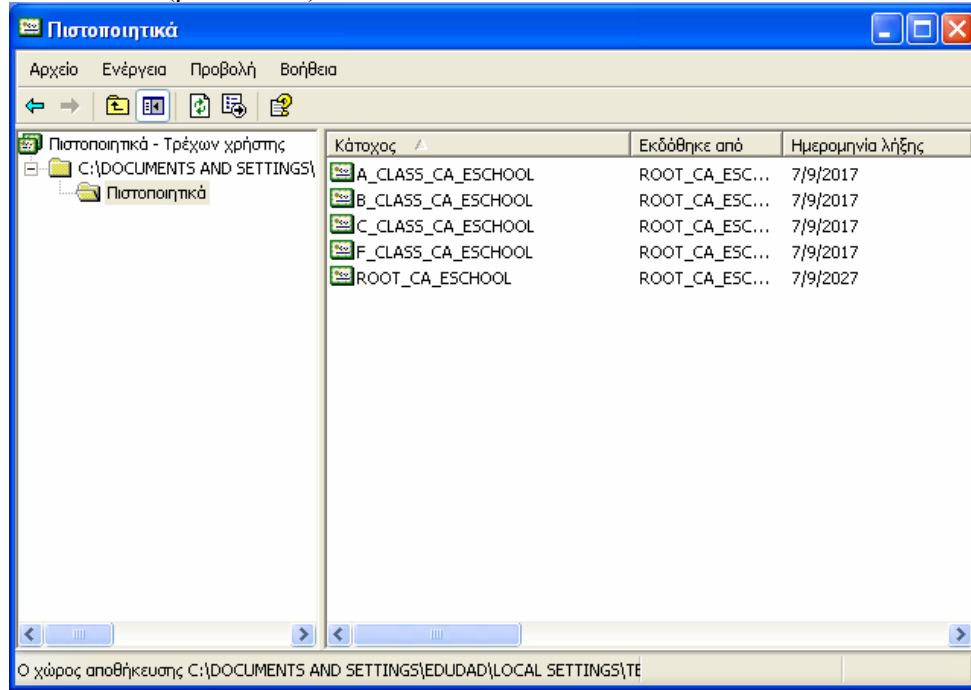 Πιστοποιητικά
Αρχείο Ενέργεια Προβολή Βοήθεια
Πιστοποιητικά - Τρέχων χρήστης
C:\DOCUMENTS AND SETTINGS\
Πιστοποιητικά
Κάτοχος Εκδόθηκε από Ημερομηνία λήξης
A_CLASS_CA_ESCHOOL ROOT_CA_ESC... 7/9/2017
B_CLASS_CA_ESCHOOL ROOT_CA_ESC... 7/9/2017
C_CLASS_CA_ESCHOOL ROOT_CA_ESC... 7/9/2017
F_CLASS_CA_ESCHOOL ROOT_CA_ESC... 7/9/2017
ROOT_CA_ESCHOOL ROOT_CA_ESC... 7/9/2027
Ο χώρος αποθήκευσης C:\DOCUMENTS AND SETTINGS\EDUDAD\LOCAL SETTINGS\TE